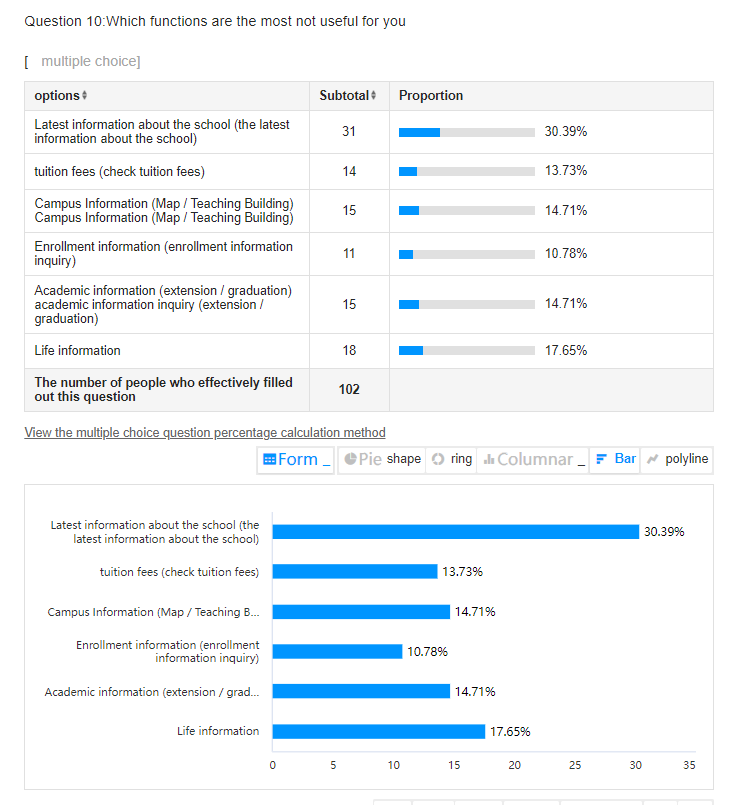 Question 10:Which functions are the most not useful for you
[ multiple choice]
options Subtotal Proportion
Latest information about the school (the latest
information about the school)
31 30.39%
tuition fees (check tuition fees) 14 13.73%
Campus Information (Map / Teaching Building)
Campus Information (Map / Teaching Building)
15 14.71%
Enrollment information (enrollment information
inquiry)
11 10.78%
Academic information (extension / graduation)
academic information inquiry (extension /
graduation)
15 14.71%
Life information 18 17.65%
The number of people who effectively filled
out this question
102
View the multiple choice question percentage calculation method
Form _ Pie shape ring Columnar _ Bar polyline
Latest information about the school (the
latest information about the school)
30.39%
tuition fees (check tuition fees) 13.73%
Campus Information (Map / Teaching B... 14.71%
Enrollment information (enrollment
information inquiry)
10.78%
Academic information (extension / grad... 14.71%
Life information 17.65%
0 5 10 15 20 25 30 35